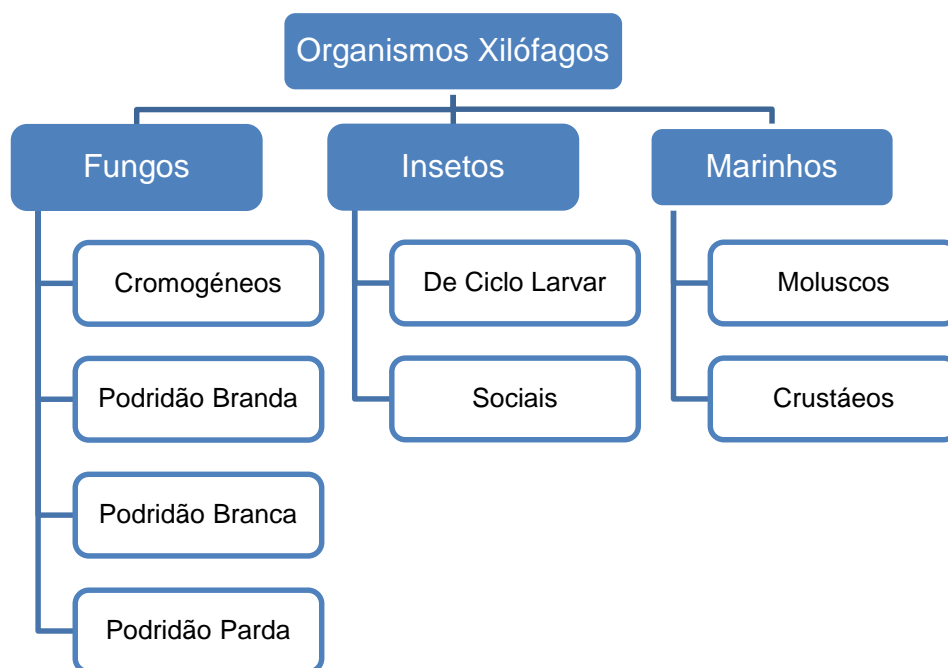 Organismos Xilófagos
Fungos
Cromogéneos
Podridão Branda
Podridão Branca
Podridão Parda
Insetos
De Ciclo Larvar
Sociais
Marinhos
Moluscos
Crustáeos